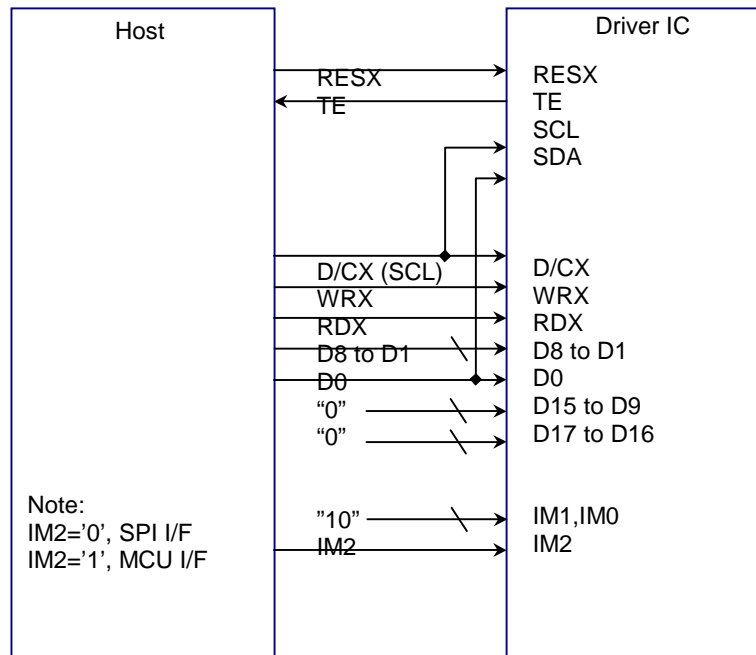 Host
Driver IC
RESX
RESX
TE
TE
SCL
SDA
D/CX (SCL)
D/CX
WRX
WRX
RDX
RDX
D8 to D1
D8 to D1
D0
D0
“0”
D15 to D9
“0”
D17 to D16
Note:
IM2=’0’, SPI I/F
IM2=’1’, MCU I/F
”10”
IM1,IM0
IM2
IM2